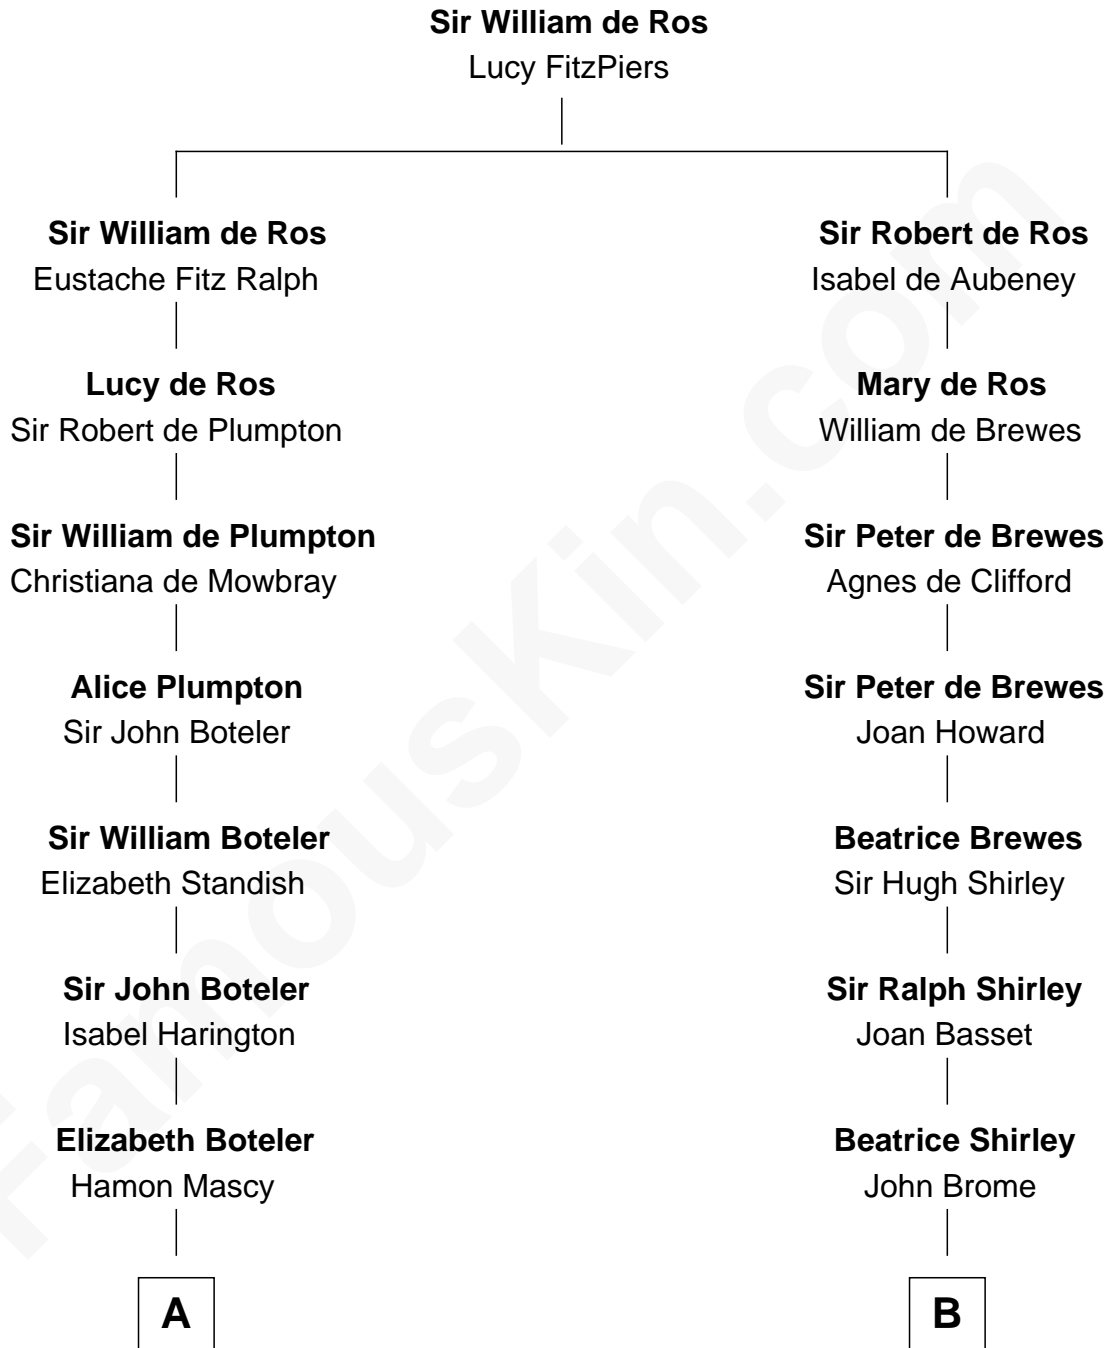 Sir William de Ros
Lucy FitzPiers
Sir William de Ros
Eustache Fitz Ralph
Lucy de Ros
Sir Robert de Plumpton
Sir William de Plumpton
Christiana de Mowbray
Alice Plumpton
Sir John Boteler
Sir William Boteler
Elizabeth Standish
Sir John Boteler
Isabel Harington
Elizabeth Boteler
Hamon Mascy
A
Sir Robert de Ros
Isabel de Aubeney
Mary de Ros
William de Brewes
Sir Peter de Brewes
Agnes de Clifford
Sir Peter de Brewes
Joan Howard
Beatrice Brewes
Sir Hugh Shirley
Sir Ralph Shirley
Joan Basset
Beatrice Shirley
John Brome
B
FamousKin.com